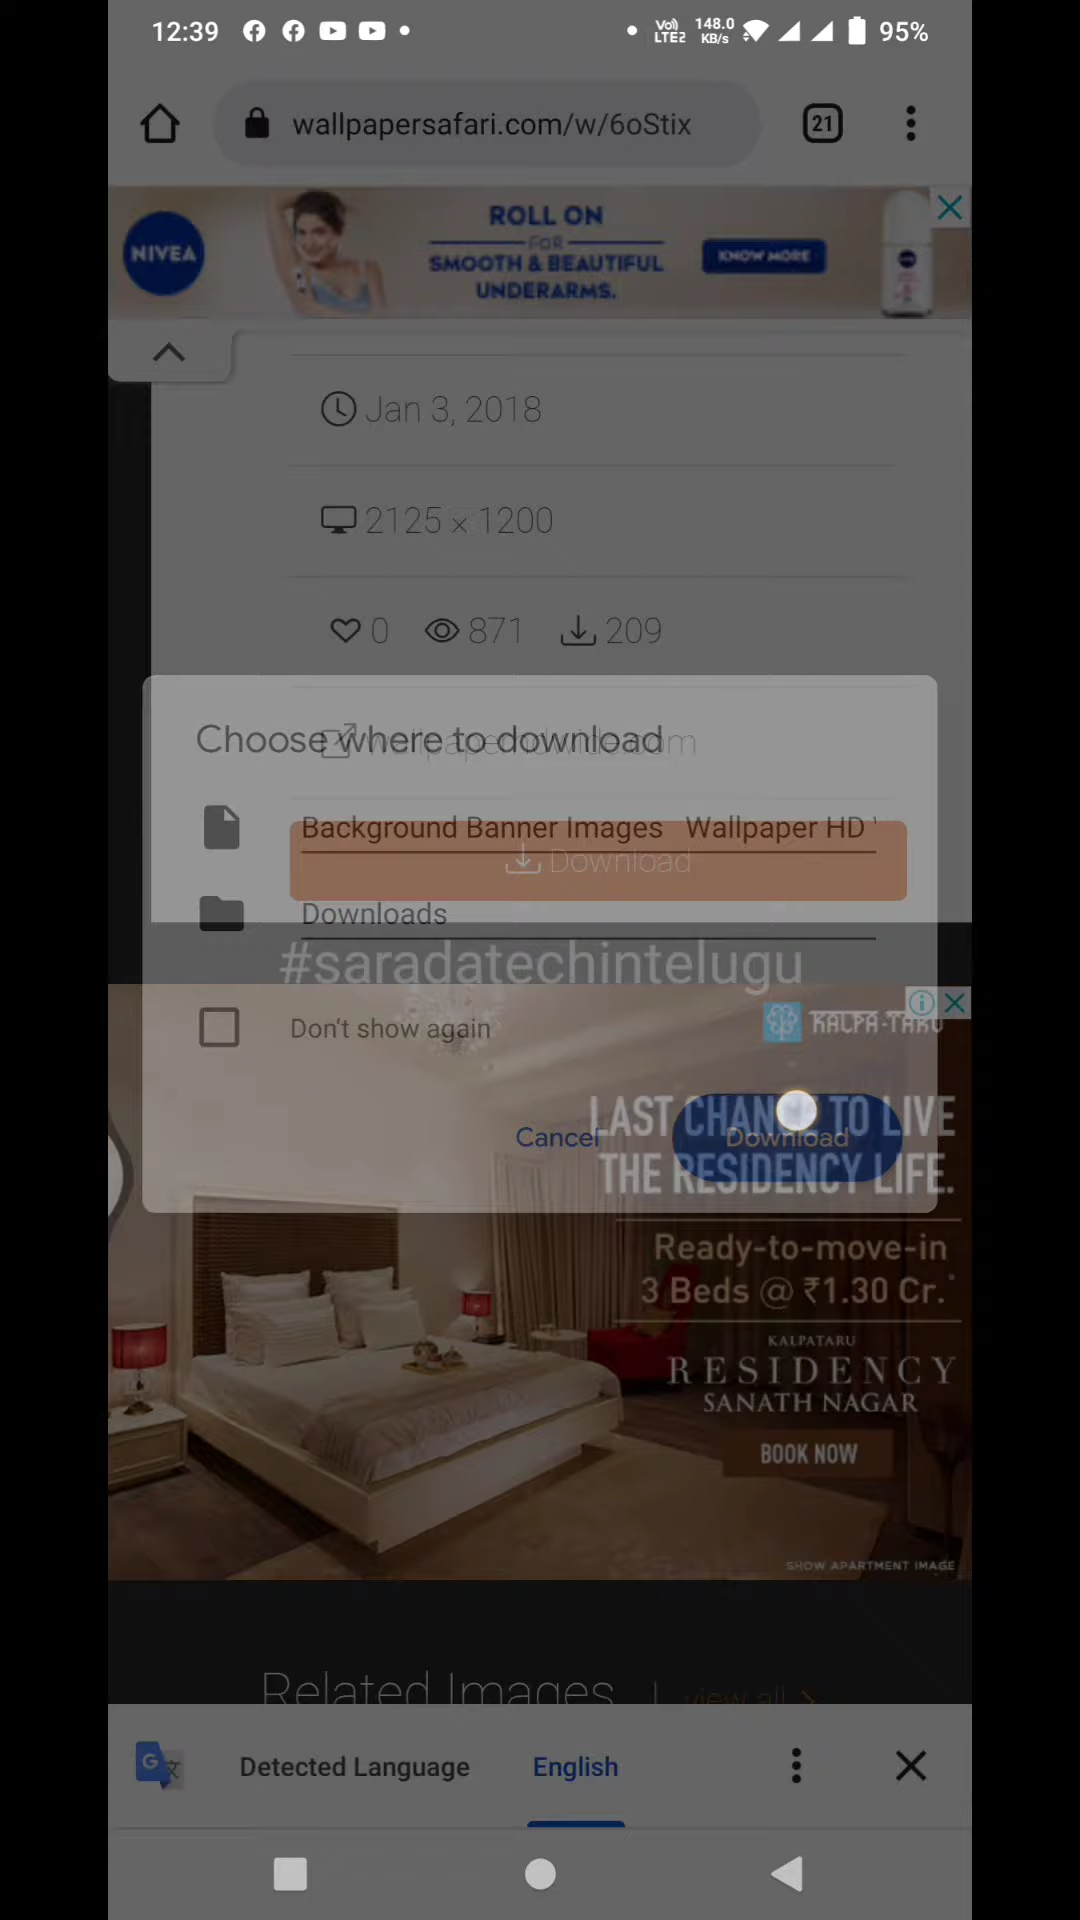 12:39
Vo)) LTE2
148.0 KB/s
95%
wallpapersafari.com/w/6oStix
21
NIVEA
ROLL ON
FOR
SMOOTH & BEAUTIFUL
UNDERARMS.
KNOW MORE
Jan 3, 2018
2125 × 1200
0 871 209
Choose where to download
Background Banner Images Wallpaper HD
Download
Downloads
#saradatechintelugu
Don't show again
KALPA-TARU
LAST CHANCE TO LIVE
THE RESIDENCY LIFE.
Cancel
Download
Ready-to-move-in
3 Beds @ ₹1.30 Cr.*
KALPATARU
RESIDENCY
SANATH NAGAR
BOOK NOW
SHOW APARTMENT IMAGE
Related Images | view all >
Detected Language
English